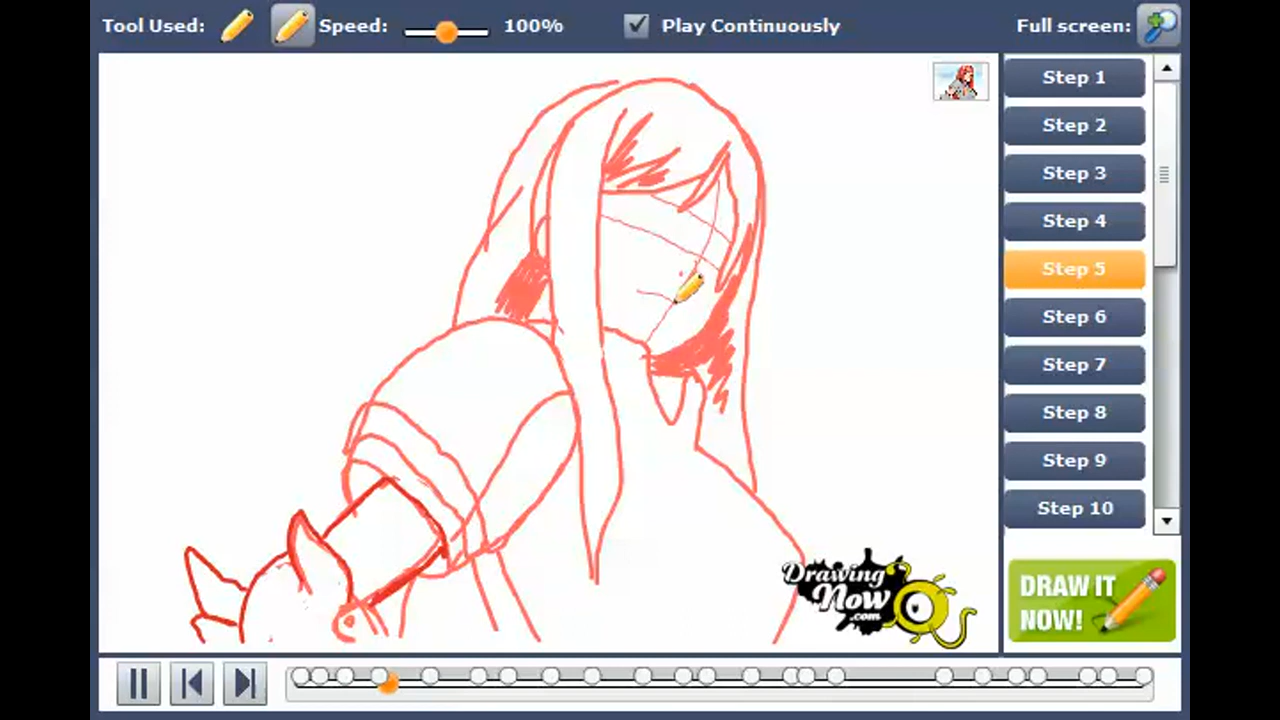 Tool Used: Speed: 100% Play Continuously Full screen:
Step 1
Step 2
Step 3
Step 4
Step 5
Step 6
Step 7
Step 8
Step 9
Step 10
Drawing
Now
.com
DRAW IT
NOW!